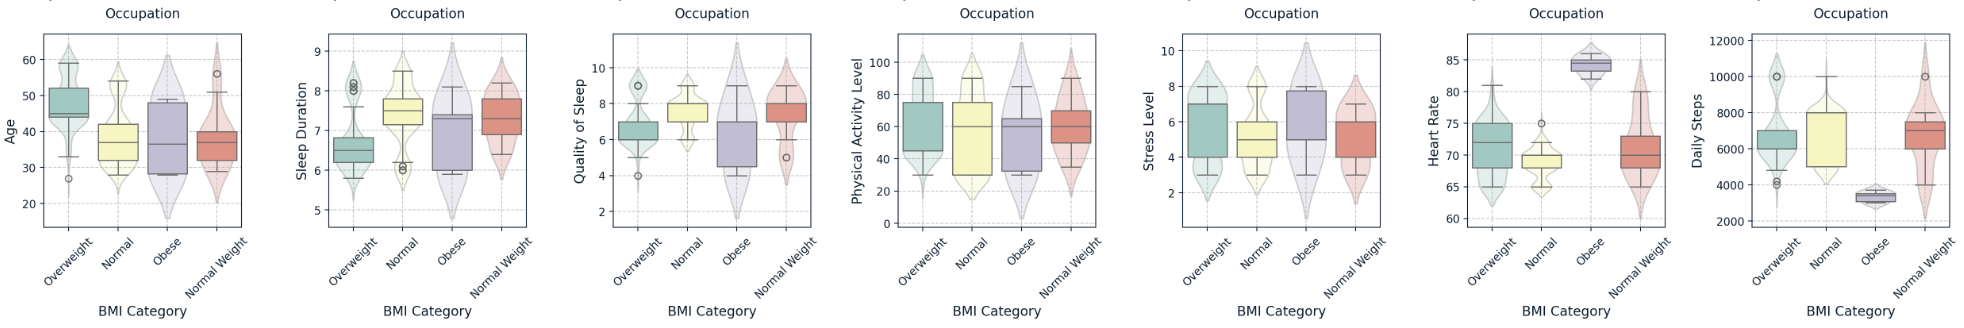 Occupation
Occupation
Occupation
Occupation
Occupation
Occupation
Occupation
Age
60
50
40
30
20
Overweight
Normal
Obese
Normal Weight
BMI Category
Sleep Duration
9
8
7
6
5
Overweight
Normal
Obese
Normal Weight
BMI Category
Quality of Sleep
10
8
6
4
2
Overweight
Normal
Obese
Normal Weight
BMI Category
Physical Activity Level
100
80
60
40
20
0
Overweight
Normal
Obese
Normal Weight
BMI Category
Stress Level
10
8
6
4
2
Overweight
Normal
Obese
Normal Weight
BMI Category
Heart Rate
85
80
75
70
65
60
Overweight
Normal
Obese
Normal Weight
BMI Category
Daily Steps
12000
10000
8000
6000
4000
2000
Overweight
Normal
Obese
Normal Weight
BMI Category